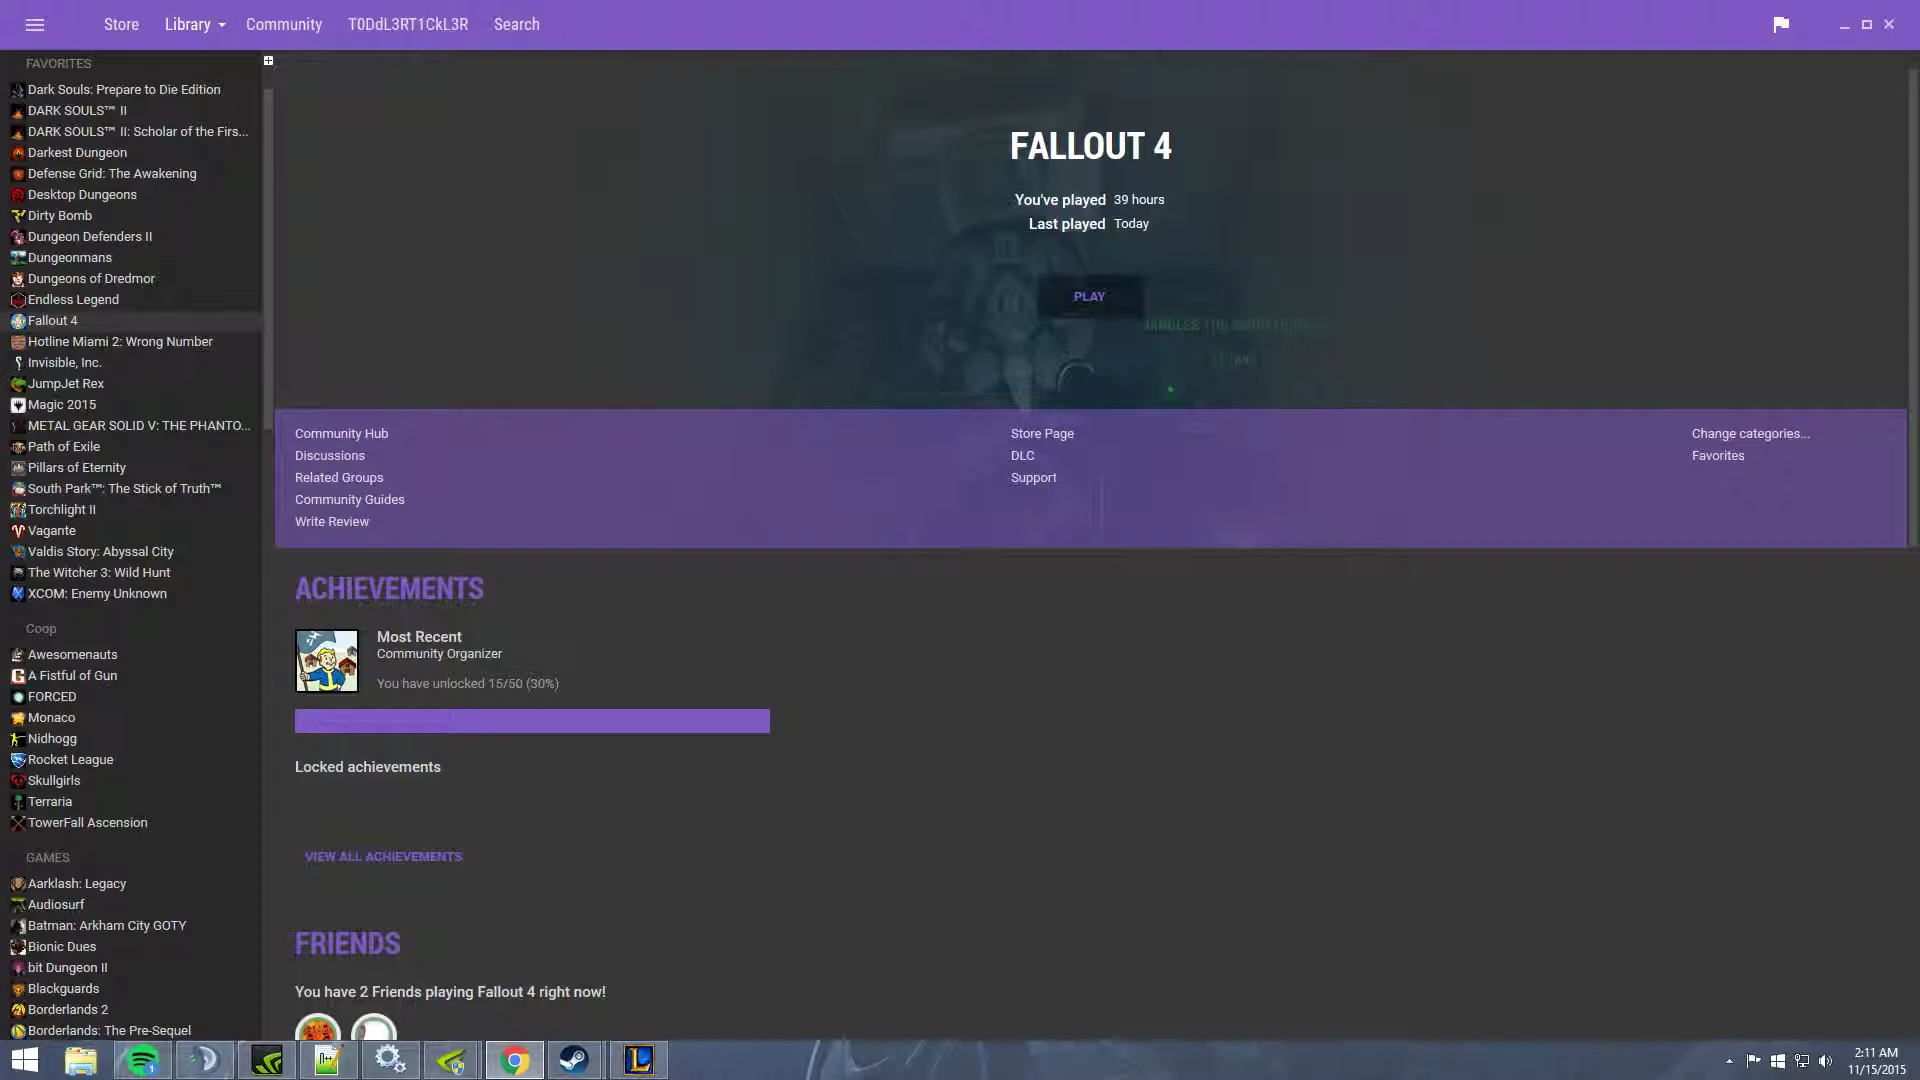 Store Library Community T0DdL3RT1CkL3R Search
FAVORITES
Dark Souls: Prepare to Die Edition
DARK SOULS™ II
DARK SOULS™ II: Scholar of the Firs...
Darkest Dungeon
Defense Grid: The Awakening
Desktop Dungeons
Dirty Bomb
Dungeon Defenders II
Dungeonmans
Dungeons of Dredmor
Endless Legend
Fallout 4
Hotline Miami 2: Wrong Number
Invisible, Inc.
JumpJet Rex
Magic 2015
METAL GEAR SOLID V: THE PHANTO...
Path of Exile
Pillars of Eternity
South Park™: The Stick of Truth™
Torchlight II
Vagante
Valdis Story: Abyssal City
The Witcher 3: Wild Hunt
XCOM: Enemy Unknown
Coop
Awesomenauts
A Fistful of Gun
FORCED
Monaco
Nidhogg
Rocket League
Skullgirls
Terraria
TowerFall Ascension
GAMES
Aarklash: Legacy
Audiosurf
Batman: Arkham City GOTY
Bionic Dues
bit Dungeon II
Blackguards
Borderlands 2
Borderlands: The Pre-Sequel
FALLOUT 4
You've played 39 hours
Last played Today
PLAY
Community Hub
Discussions
Related Groups
Community Guides
Write Review
Store Page
DLC
Support
Change categories...
Favorites
ACHIEVEMENTS
Most Recent
Community Organizer
You have unlocked 15/50 (30%)
Locked achievements
VIEW ALL ACHIEVEMENTS
FRIENDS
You have 2 Friends playing Fallout 4 right now!
2:11 AM
11/15/2015